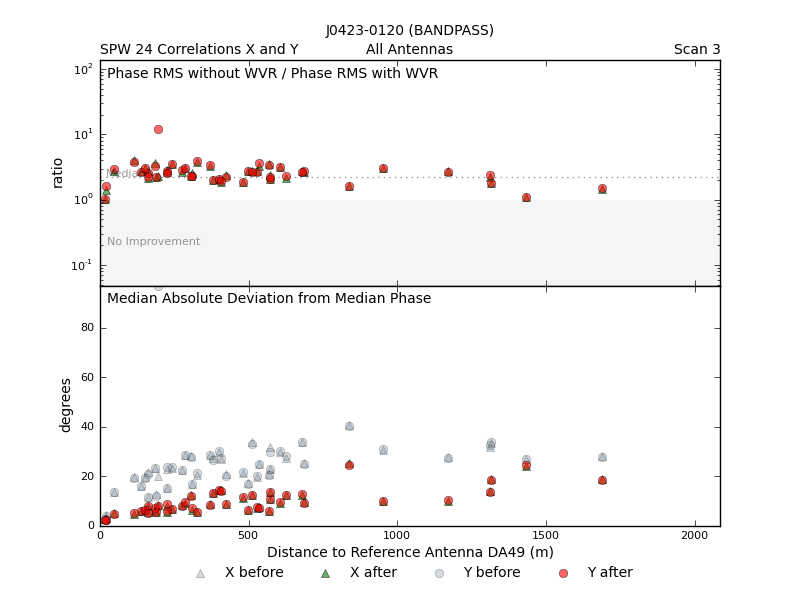 J0423-0120 (BANDPASS)
SPW 24 Correlations X and Y
All Antennas
Scan 3
Phase RMS without WVR / Phase RMS with WVR
10²
10¹
10⁰
10⁻¹
ratio
No Improvement
Median Absolute Deviation from Median Phase
80
60
40
20
0
degrees
0 500 1000 1500 2000
Distance to Reference Antenna DA49 (m)
X before X after Y before Y after